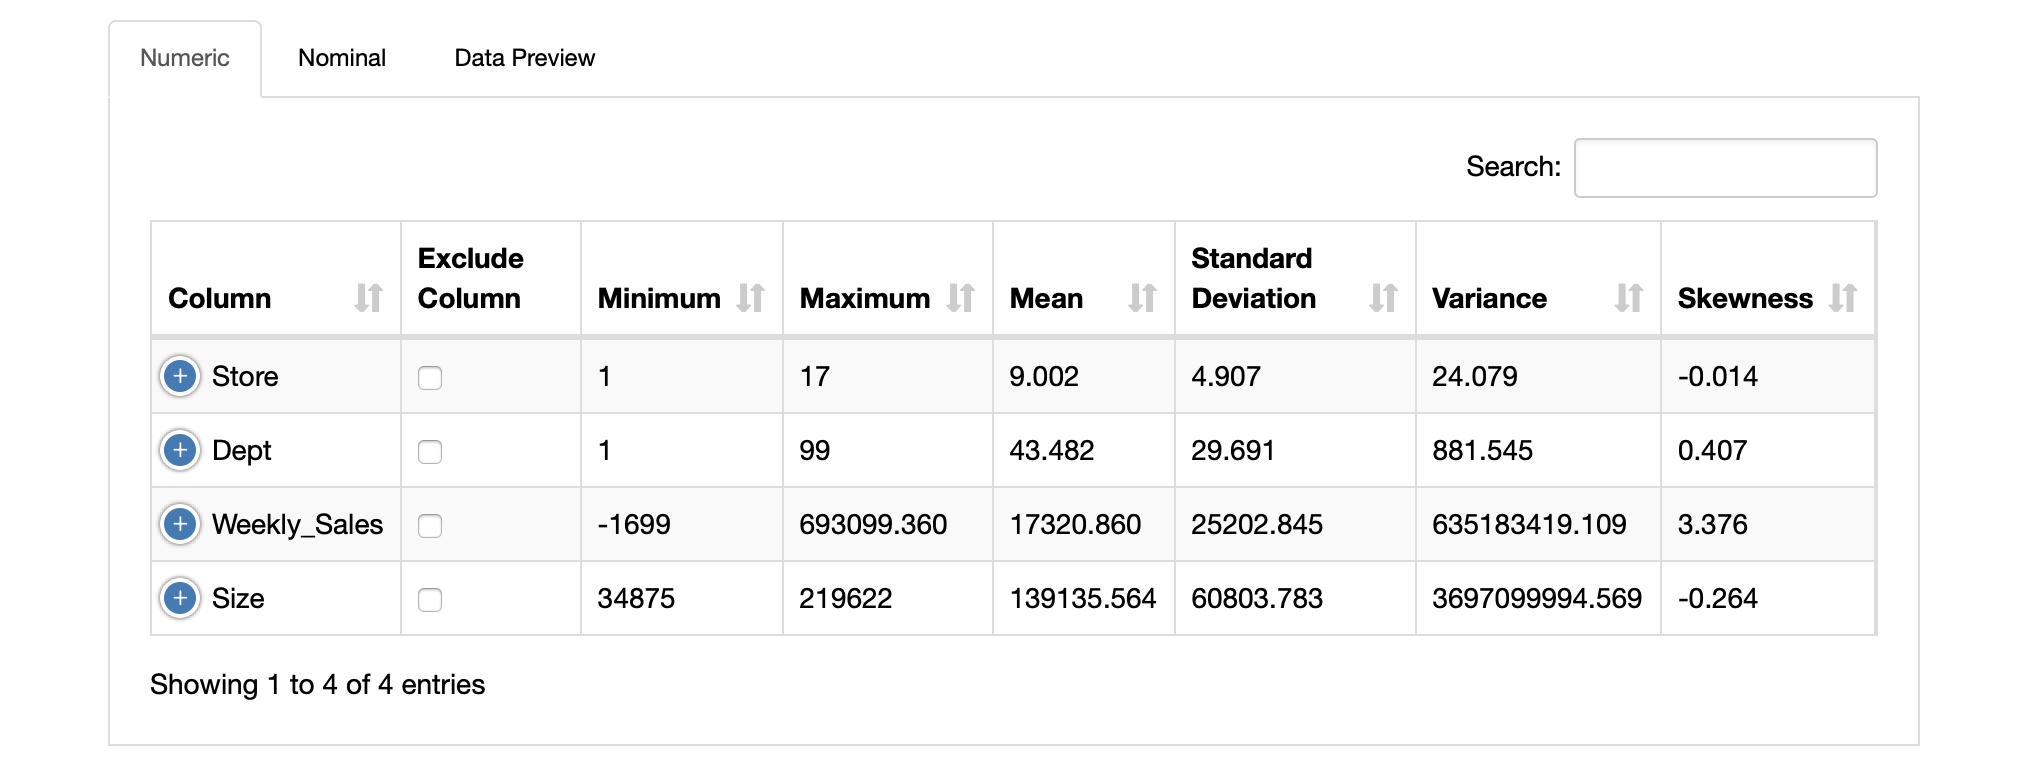 Numeric Nominal Data Preview
Search:
Column Exclude Column Minimum Maximum Mean Standard Deviation Variance Skewness
Store 1 17 9.002 4.907 24.079 -0.014
Dept 1 99 43.482 29.691 881.545 0.407
Weekly_Sales -1699 693099.360 17320.860 25202.845 635183419.109 3.376
Size 34875 219622 139135.564 60803.783 3697099994.569 -0.264
Showing 1 to 4 of 4 entries